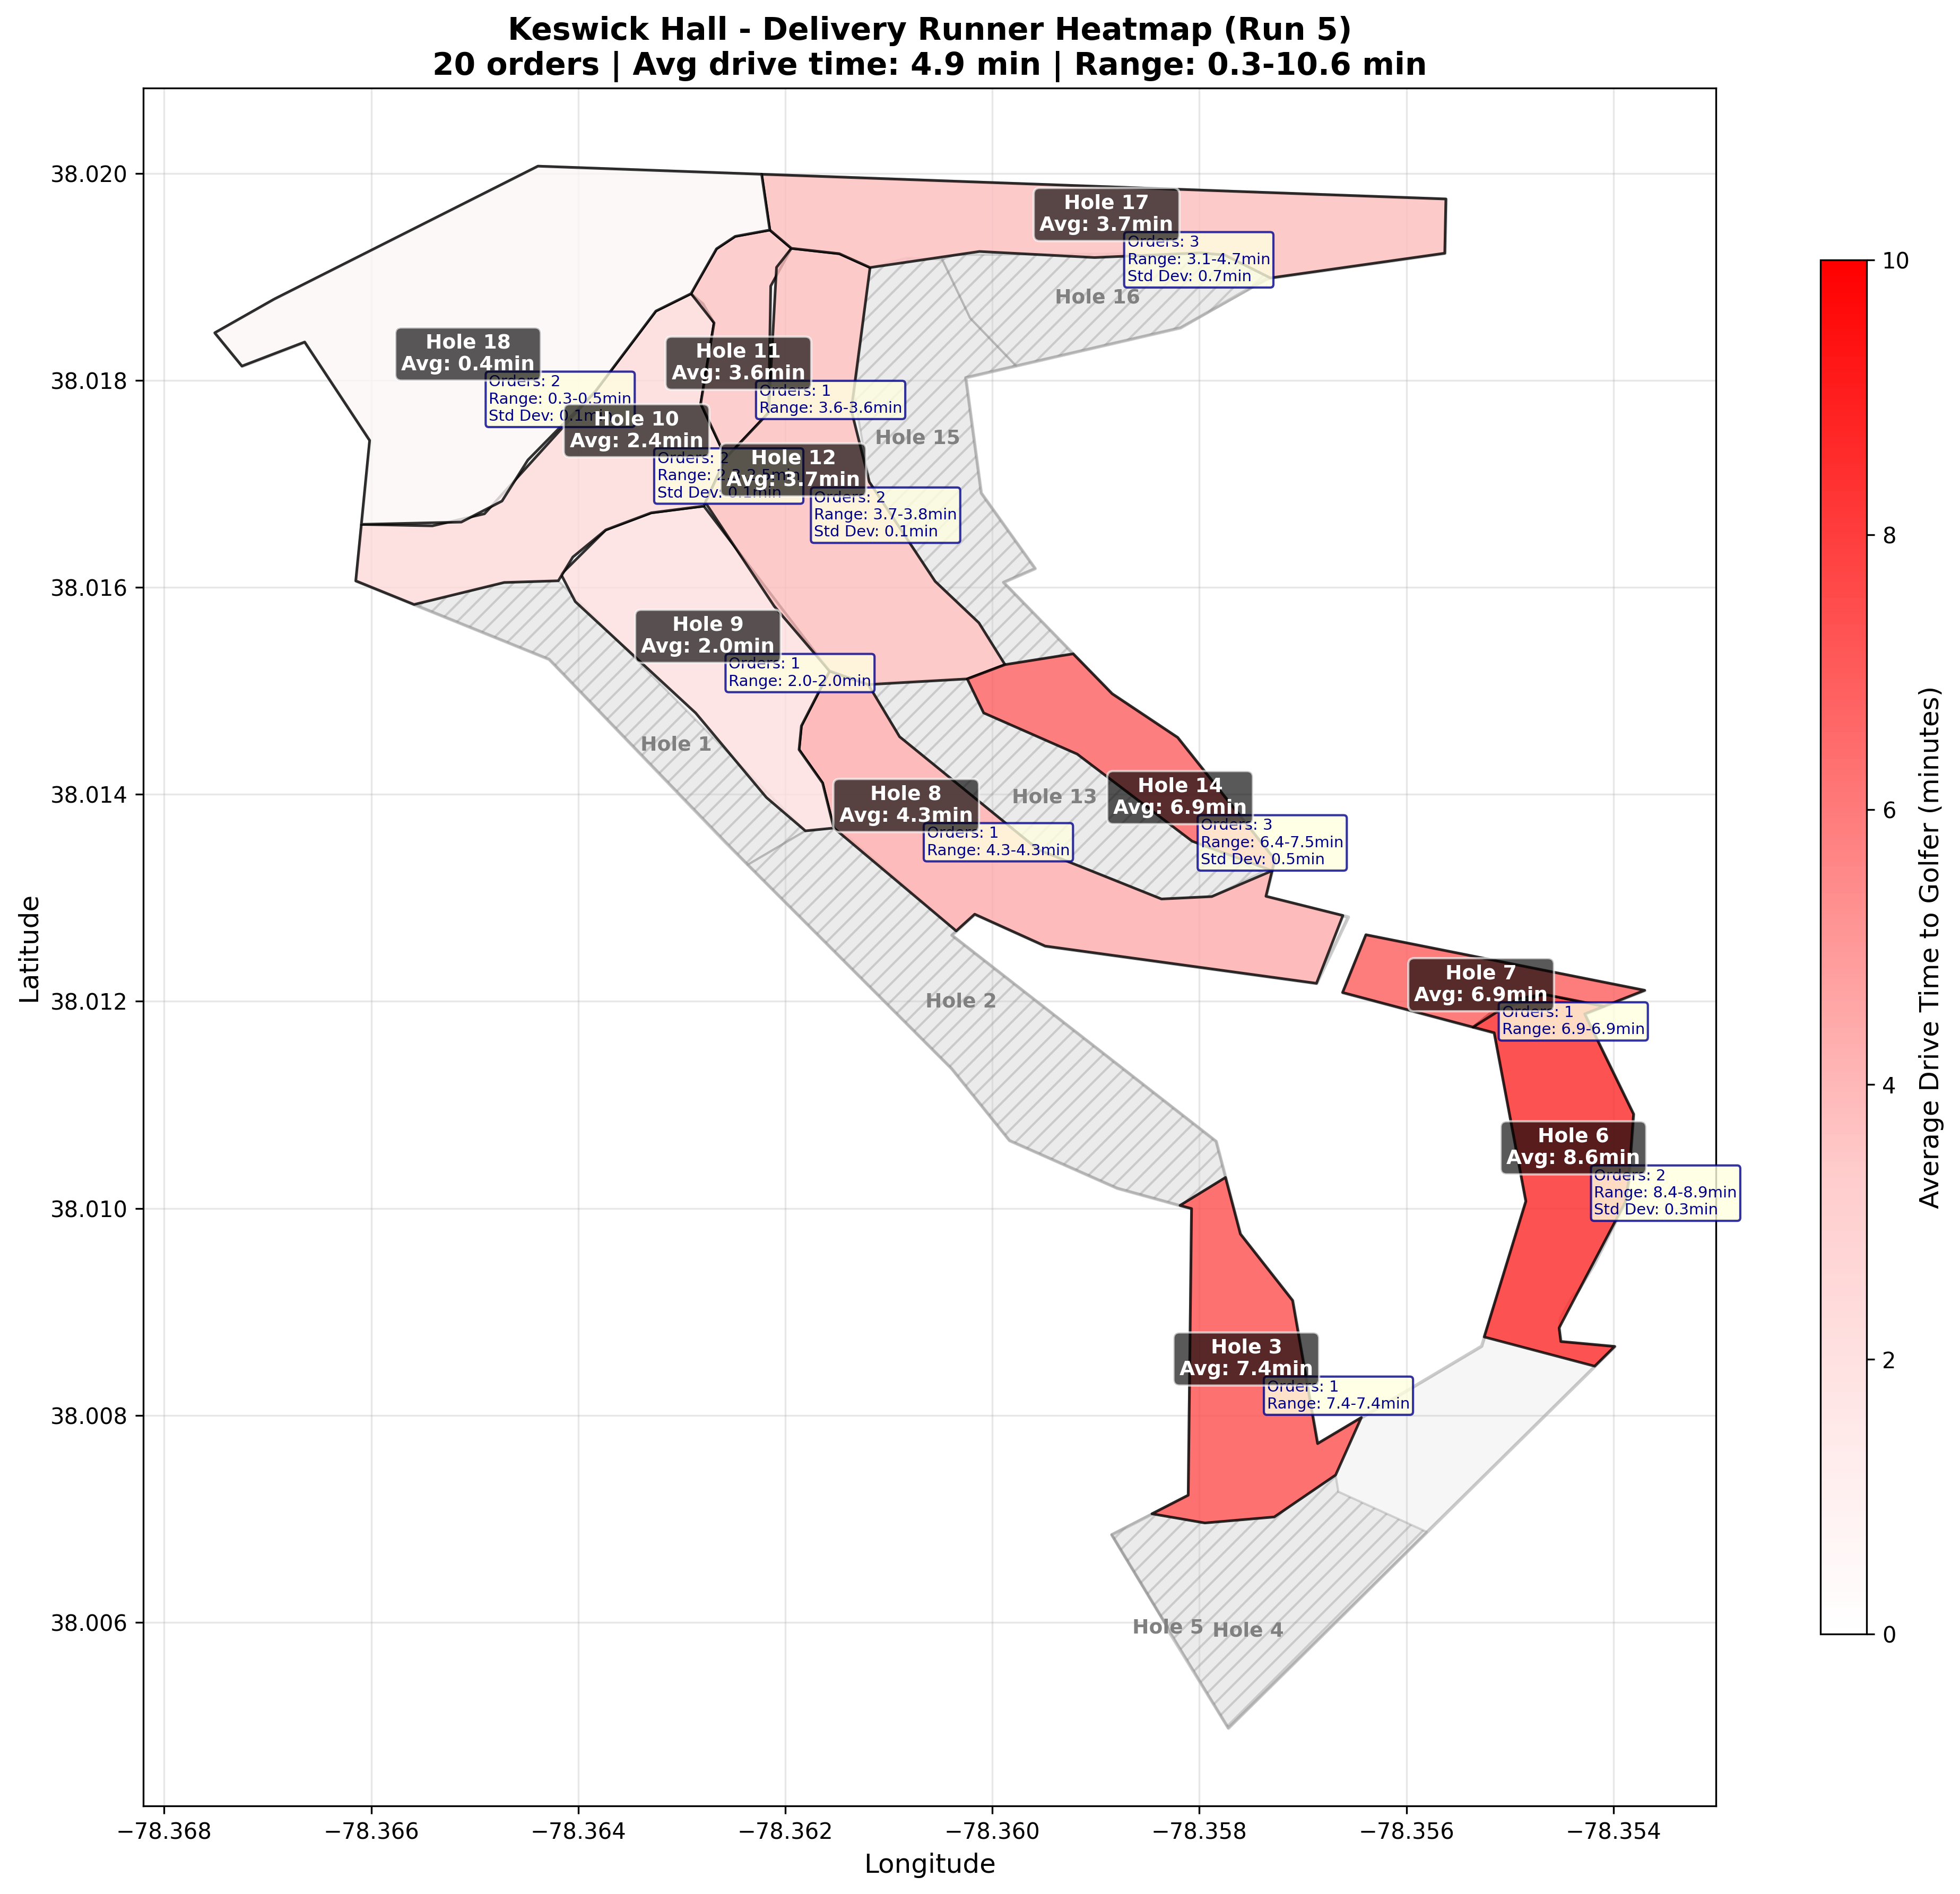 Keswick Hall - Delivery Runner Heatmap (Run 5)
20 orders | Avg drive time: 4.9 min | Range: 0.3-10.6 min
Latitude
38.020
38.018
38.016
38.014
38.012
38.010
38.008
38.006
Hole 17
Avg: 3.7min
Orders: 3
Range: 3.1-4.7min
Std Dev: 0.7min
Hole 16
Hole 18
Avg: 0.4min
Orders: 2
Range: 0.3-0.5min
Std Dev: 0.1min
Hole 11
Avg: 3.6min
Orders: 1
Range: 3.6-3.6min
Hole 10
Avg: 2.4min
Orders: 2
Range:
Std Dev: 0.1min
Hole 15
Hole 12
Avg: 3.7min
Orders: 2
Range: 3.7-3.8min
Std Dev: 0.1min
Hole 9
Avg: 2.0min
Orders: 1
Range: 2.0-2.0min
Hole 1
Hole 8
Avg: 4.3min
Orders: 1
Range: 4.3-4.3min
Hole 13
Hole 14
Avg: 6.9min
Orders: 3
Range: 6.4-7.5min
Std Dev: 0.5min
Hole 2
Hole 7
Avg: 6.9min
Orders: 1
Range: 6.9-6.9min
Hole 6
Avg: 8.6min
Orders: 2
Range: 8.4-8.9min
Std Dev: 0.3min
Hole 3
Avg: 7.4min
Orders: 1
Range: 7.4-7.4min
Hole 5
Hole 4
−78.368
−78.366
−78.364
−78.362
−78.360
−78.358
−78.356
−78.354
Longitude
10
8
6
4
2
0
Average Drive Time to Golfer (minutes)